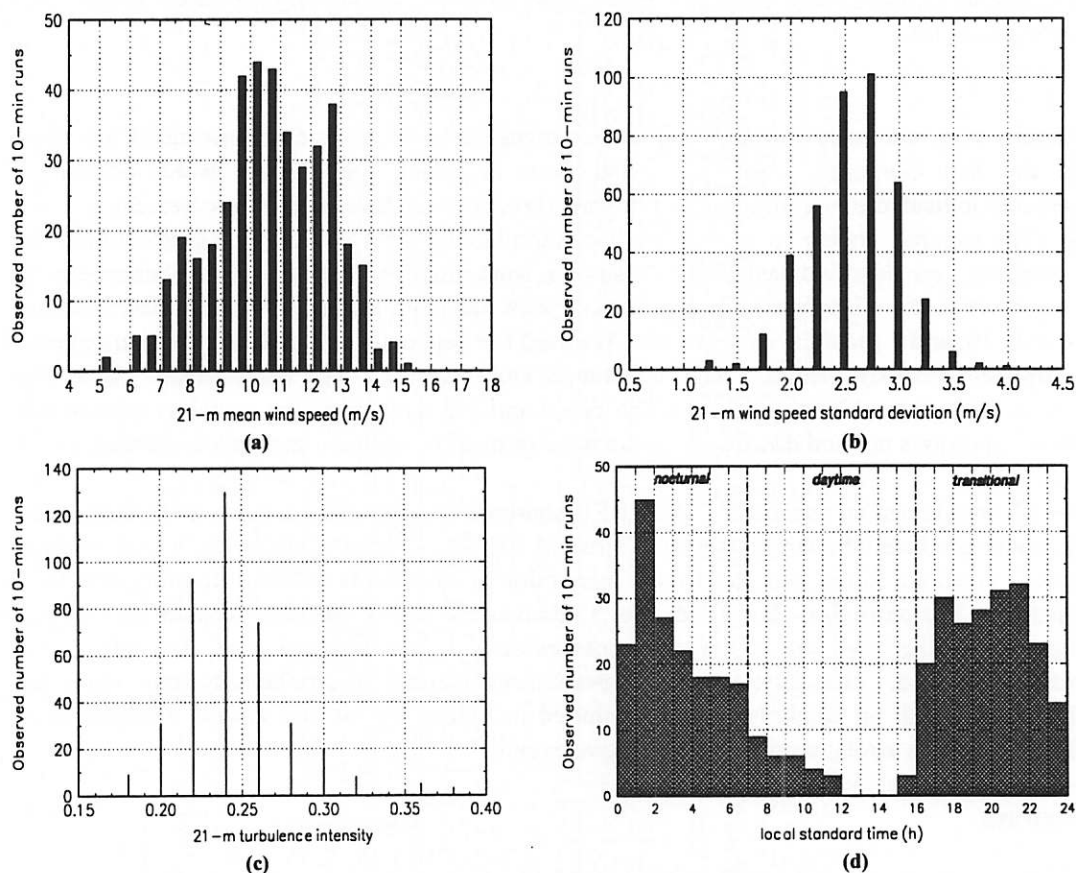 50
40
30
20
10
0
Observed number of 10-min runs
4 5 6 7 8 9 10 11 12 13 14 15 16 17 18
21-m mean wind speed (m/s)
(a)
120
100
80
60
40
20
0
Observed number of 10-min runs
0.5 1.0 1.5 2.0 2.5 3.0 3.5 4.0 4.5
21-m wind speed standard deviation (m/s)
(b)
140
120
100
80
60
40
20
0
Observed number of 10-min runs
0.15 0.20 0.25 0.30 0.35 0.40
21-m turbulence intensity
(c)
50
40
30
20
10
0
Observed number of 10-min runs
nocturnal daytime transitional
0 2 4 6 8 10 12 14 16 18 20 22 24
local standard time (h)
(d)